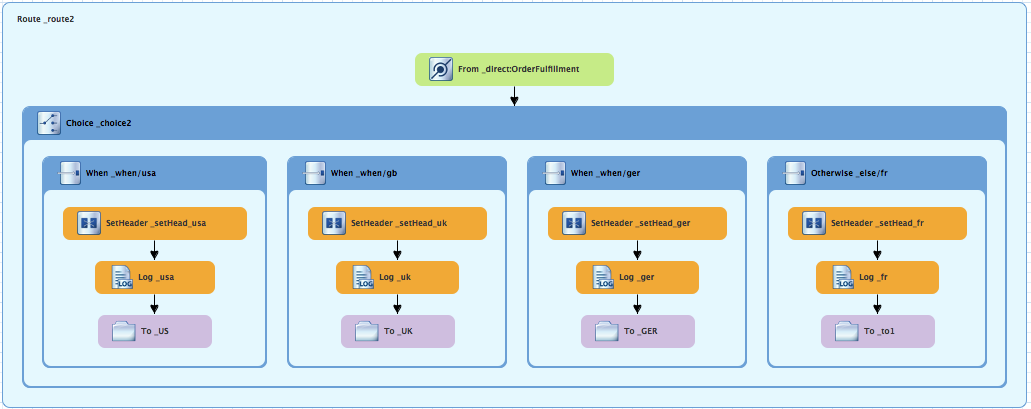 Route _route2
From _direct:OrderFulfillment
Choice _choice2
When _when/usa
When _when/gb
When _when/ger
Otherwise _else/fr
SetHeader _setHead_usa
SetHeader _setHead_uk
SetHeader _setHead_ger
SetHeader _setHead_fr
LOG
Log _usa
LOG
Log _uk
LOG
Log _ger
LOG
Log _fr
To _US
To _UK
To _GER
To _to1